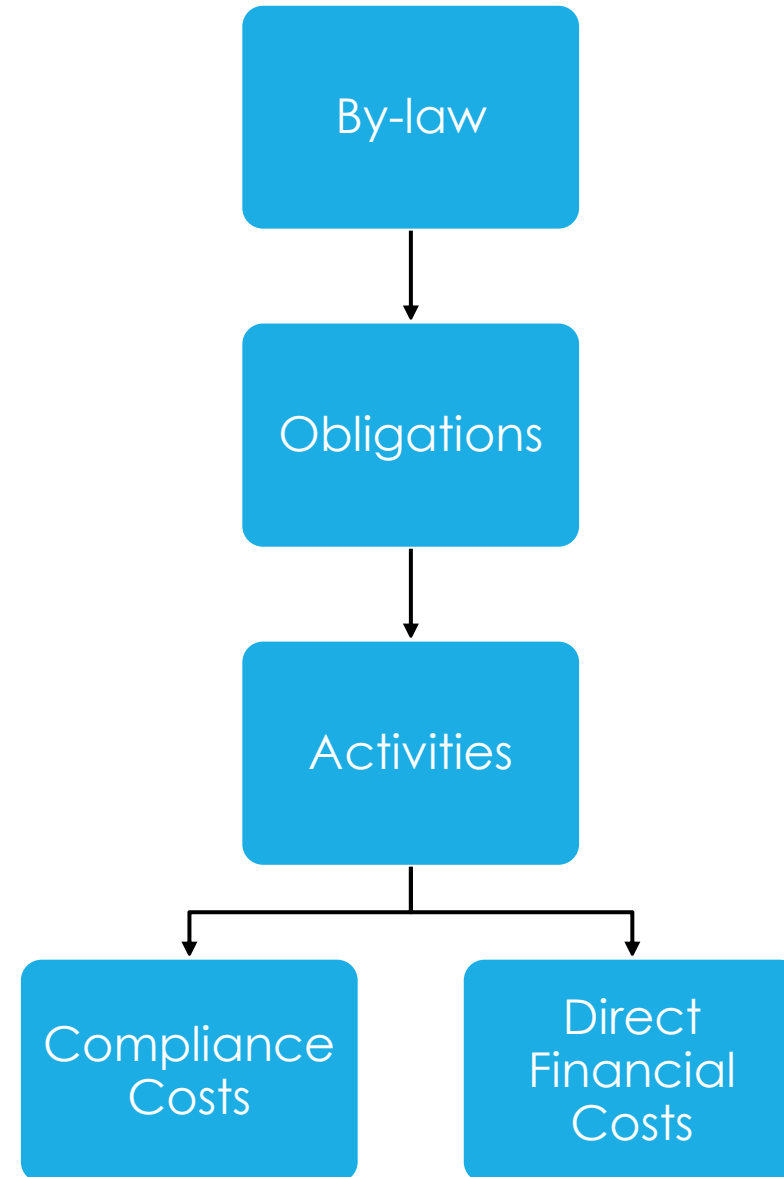 By-law
Obligations
Activities
Compliance
Costs
Direct
Financial
Costs